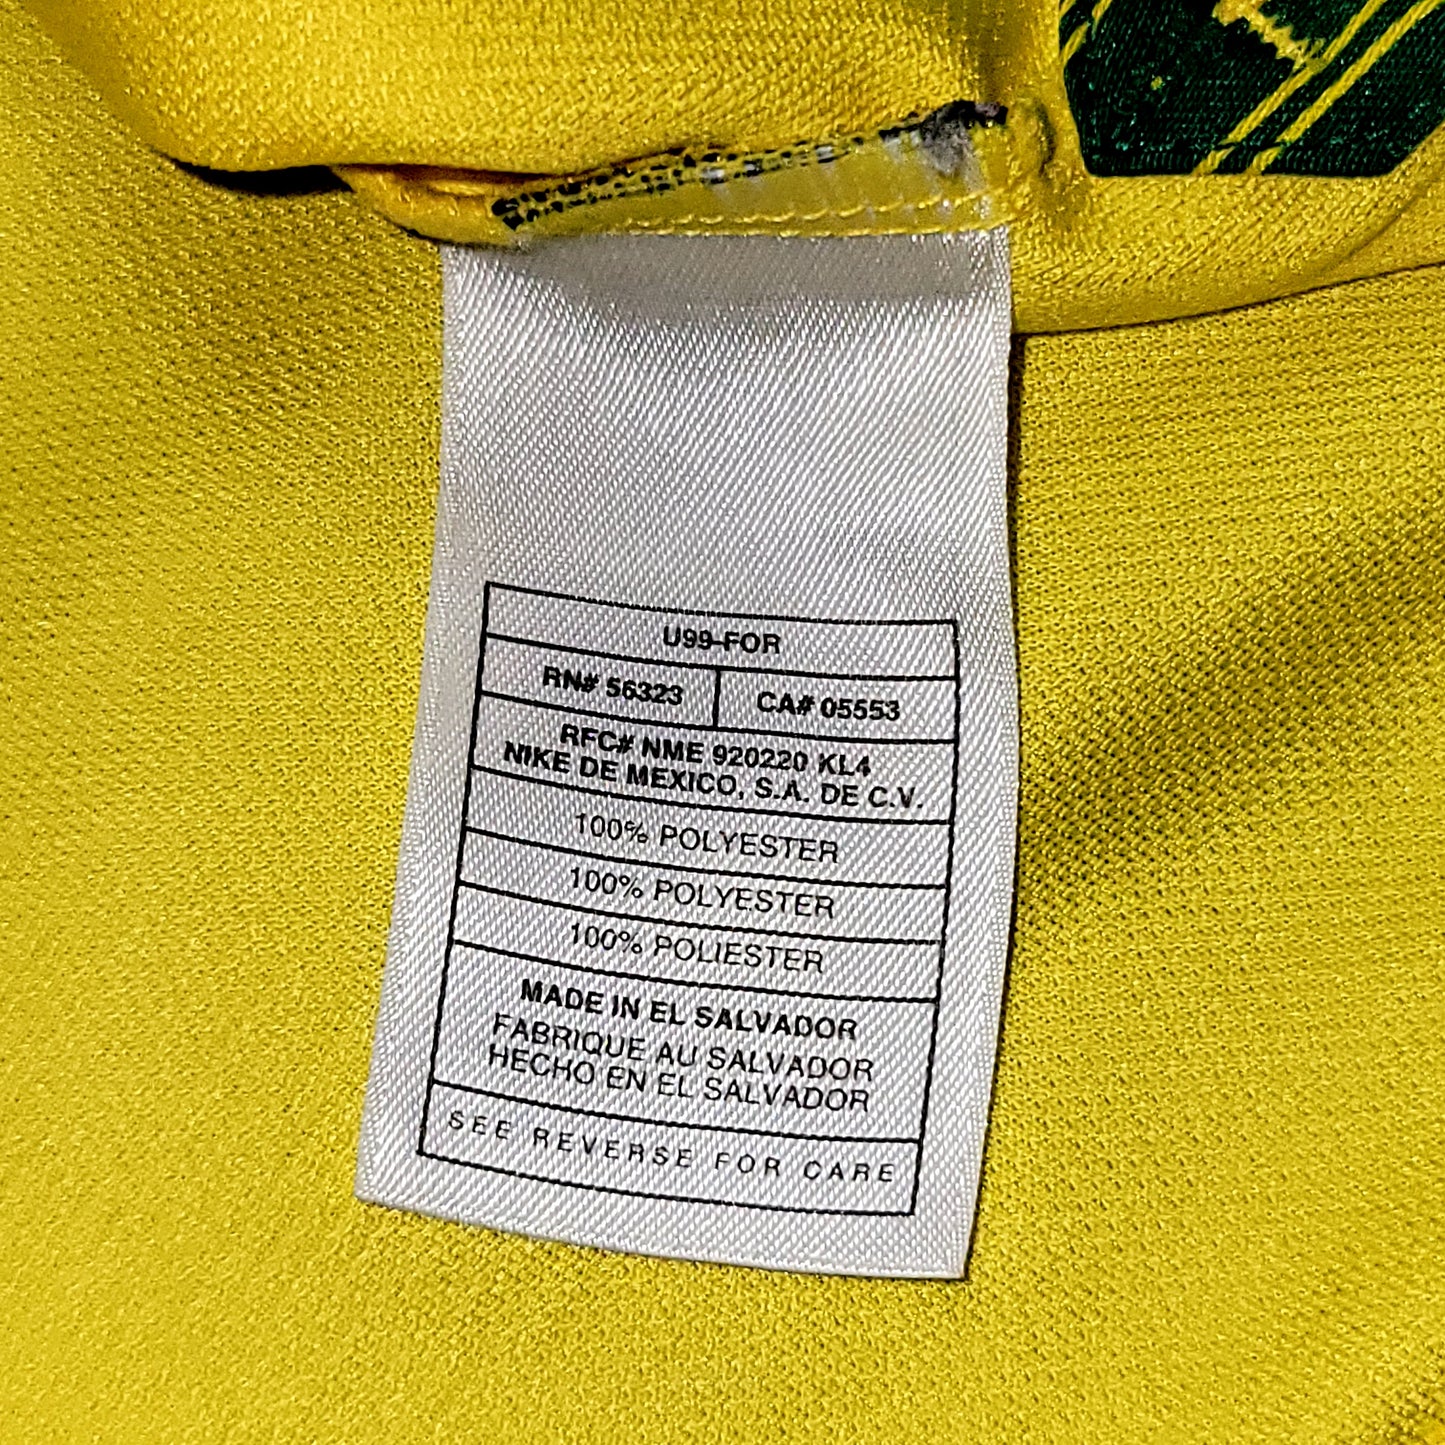 U99-FOR
RN# 56323 CA# 05553
RFC# NME 920220 KL4
NIKE DE MEXICO, S.A. DE C.V.
100% POLYESTER
100% POLYESTER
100% POLIESTER
MADE IN EL SALVADOR
FABRIQUE AU SALVADOR
HECHO EN EL SALVADOR
SEE REVERSE FOR CARE